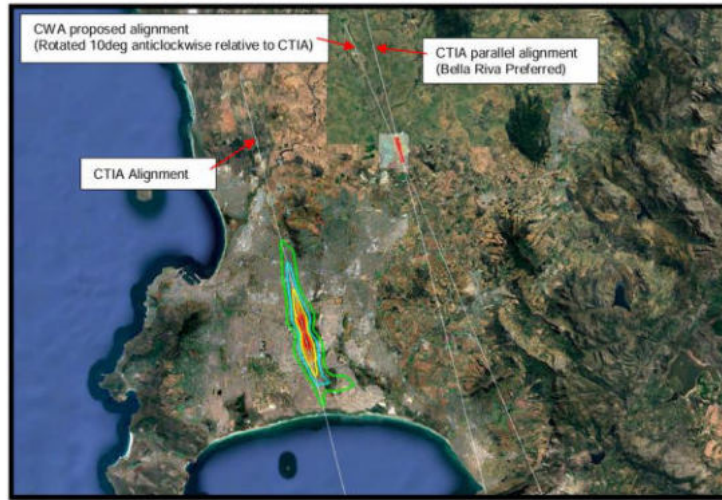 CWA proposed alignment
(Rotated 10deg anticlockwise relative to CTIA)
CTIA parallel alignment
(Bella Riva Preferred)
CTIA Alignment